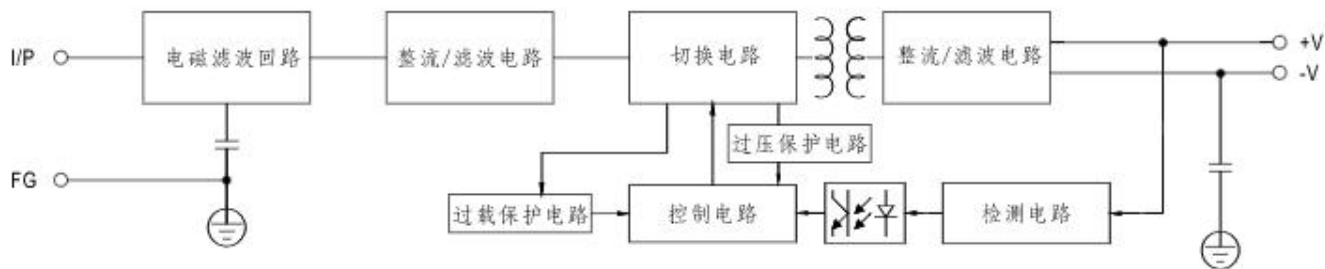 I/P
电磁滤波回路
整流/滤波电路
切换电路
整流/滤波电路
+V
-V
过压保护电路
FG
过载保护电路
控制电路
检测电路